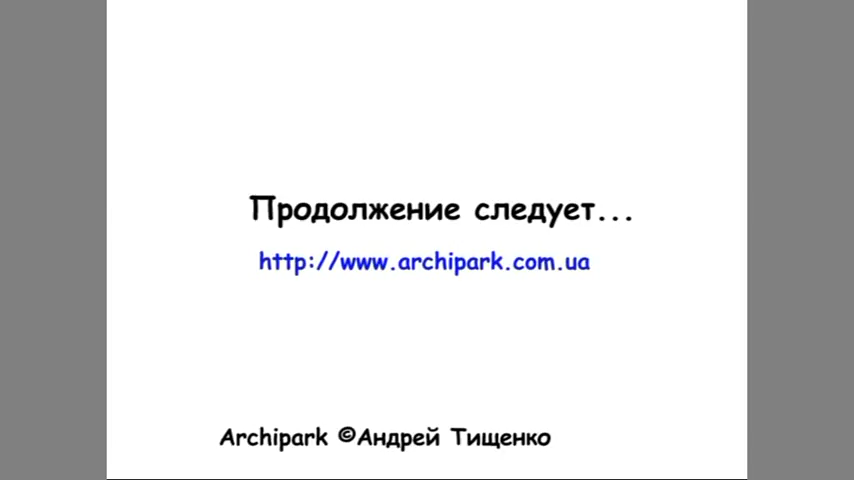 Продолжение следует...
http://www.archipark.com.ua
Archipark ©Андрей Тищенко